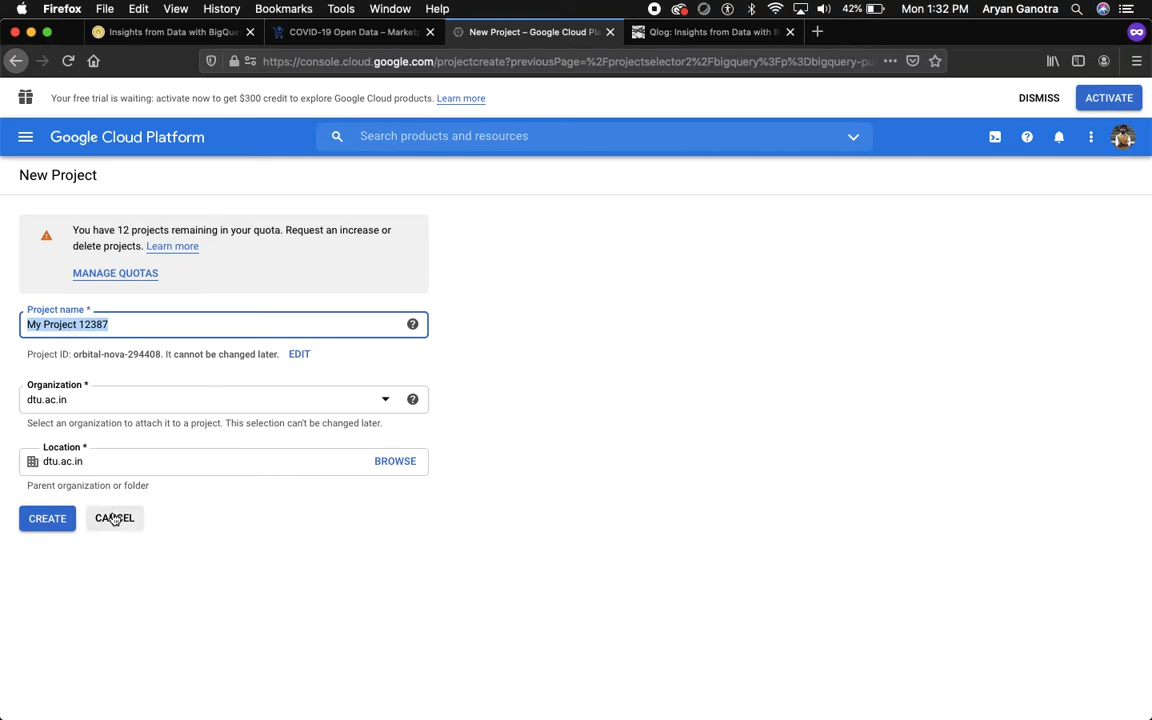 Firefox File Edit View History Bookmarks Tools Window Help 42% Mon 1:32 PM Aryan Ganotra
Insights from Data with BigQue COVID-19 Open Data – Market New Project – Google Cloud Pla Qlog: Insights from Data with B
https://console.cloud.google.com/projectcreate?previousPage=%2Fprojectselector2%2Fbigquery%3Fp%3Dbigquery-pu
Your free trial is waiting: activate now to get $300 credit to explore Google Cloud products. Learn more DISMISS ACTIVATE
Google Cloud Platform Search products and resources
New Project
You have 12 projects remaining in your quota. Request an increase or
delete projects. Learn more
MANAGE QUOTAS
Project name *
My Project 12387
Project ID: orbital-nova-294408. It cannot be changed later. EDIT
Organization *
dtu.ac.in
Select an organization to attach it to a project. This selection can't be changed later.
Location *
dtu.ac.in BROWSE
Parent organization or folder
CREATE CANCEL